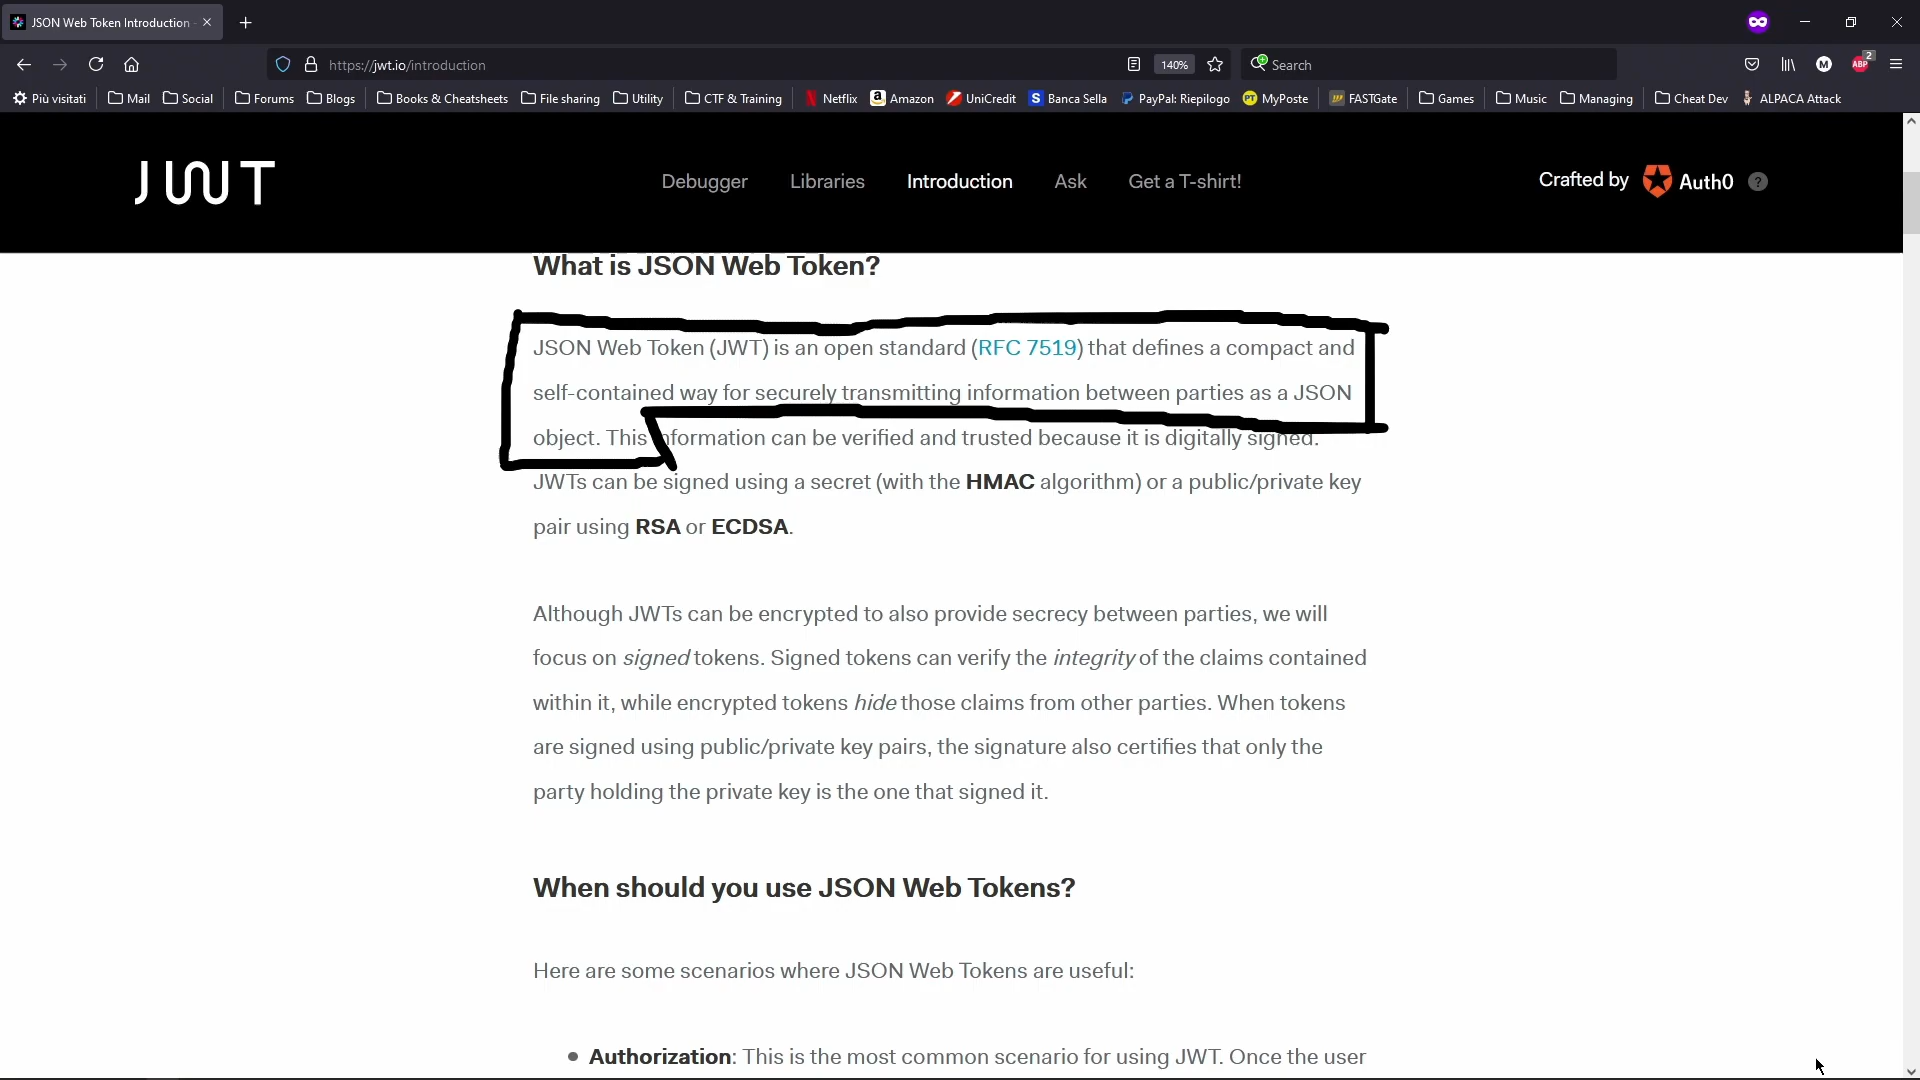 JSON Web Token Introduction -
https://jwt.io/introduction
140%
Search
ABP
2
M
Più visitati
Mail
Social
Forums
Blogs
Books & Cheatsheets
File sharing
Utility
CTF & Training
Netflix
Amazon
UniCredit
Banca Sella
PayPal: Riepilogo
MyPoste
FASTGate
Games
Music
Managing
Cheat Dev
ALPACA Attack
JWT
Debugger
Libraries
Introduction
Ask
Get a T-shirt!
Crafted by Auth0 ?
What is JSON Web Token?
JSON Web Token (JWT) is an open standard (RFC 7519) that defines a compact and
self-contained way for securely transmitting information between parties as a JSON
object. This information can be verified and trusted because it is digitally signed.
JWTs can be signed using a secret (with the HMAC algorithm) or a public/private key
pair using RSA or ECDSA.
Although JWTs can be encrypted to also provide secrecy between parties, we will
focus on signed tokens. Signed tokens can verify the integrity of the claims contained
within it, while encrypted tokens hide those claims from other parties. When tokens
are signed using public/private key pairs, the signature also certifies that only the
party holding the private key is the one that signed it.
When should you use JSON Web Tokens?
Here are some scenarios where JSON Web Tokens are useful:
• Authorization: This is the most common scenario for using JWT. Once the user